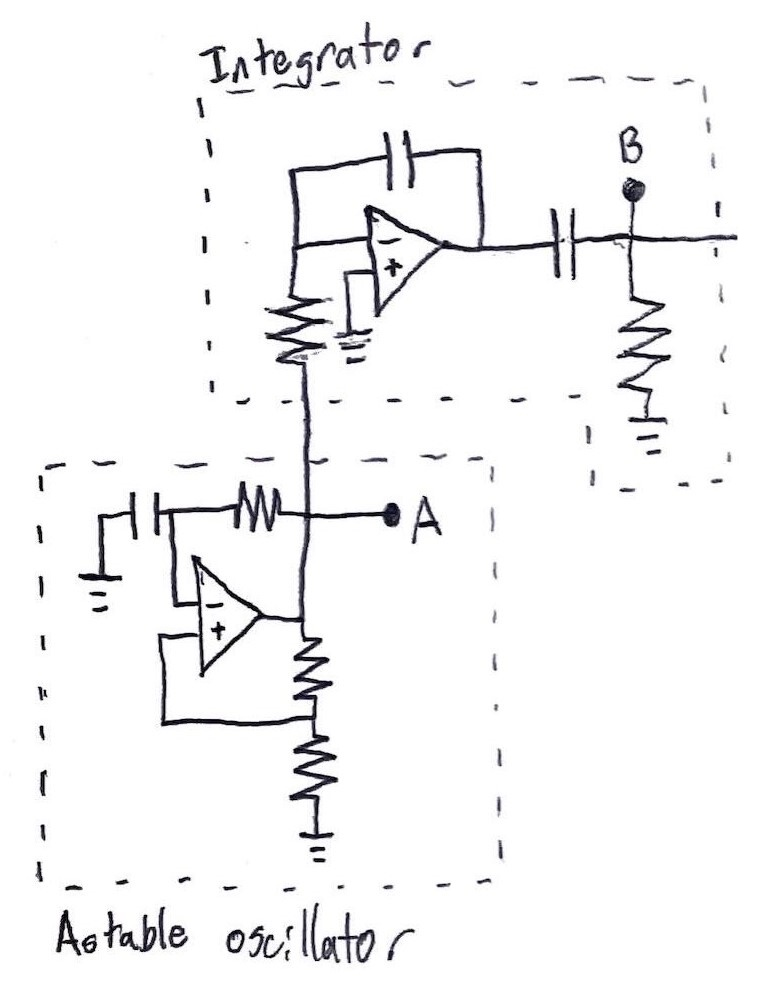 Integrator
B
−
+
A
−
+
Astable oscillator